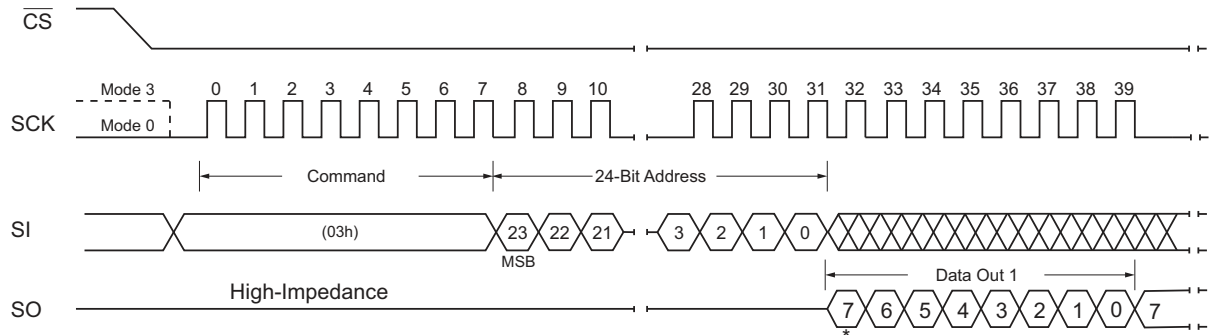 CS
Mode 3
0 1 2 3 4 5 6 7 8 9 10 28 29 30 31 32 33 34 35 36 37 38 39
SCK
Mode 0
Command 24-Bit Address
SI (03h) 23 22 21 3 2 1 0
MSB
Data Out 1
High-Impedance
SO 7 6 5 4 3 2 1 0 7
*